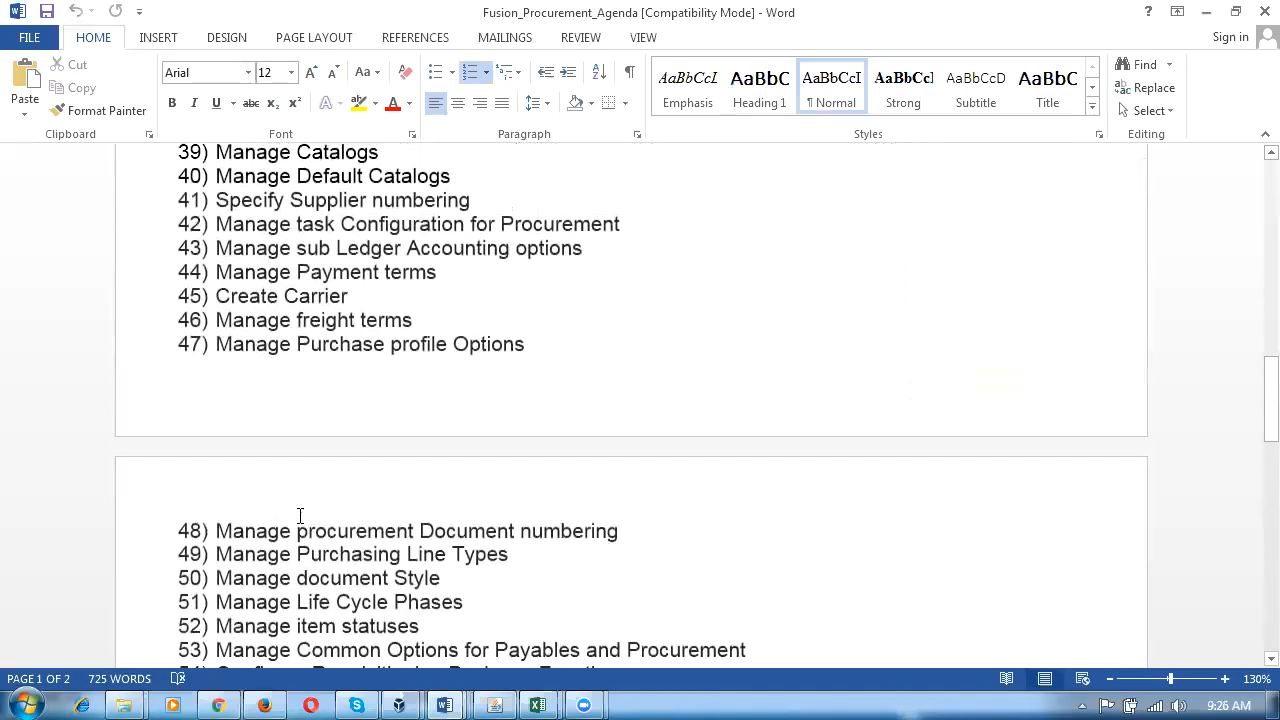 Fusion_Procurement_Agenda [Compatibility Mode] - Word
FILE HOME INSERT DESIGN PAGE LAYOUT REFERENCES MAILINGS REVIEW VIEW Sign in
Paste
Cut
Copy
Format Painter
Clipboard
Arial 12
Font
Paragraph
AaBbCcI AaBbC AaBbCcI AaBbCcI AaBbCcD AaBbC
Emphasis Heading 1 ¶ Normal Strong Subtitle Title
Styles
Find
Replace
Select
Editing
39) Manage Catalogs
40) Manage Default Catalogs
41) Specify Supplier numbering
42) Manage task Configuration for Procurement
43) Manage sub Ledger Accounting options
44) Manage Payment terms
45) Create Carrier
46) Manage freight terms
47) Manage Purchase profile Options
48) Manage procurement Document numbering
49) Manage Purchasing Line Types
50) Manage document Style
51) Manage Life Cycle Phases
52) Manage item statuses
53) Manage Common Options for Payables and Procurement
PAGE 1 OF 2 725 WORDS 130%
9:26 AM